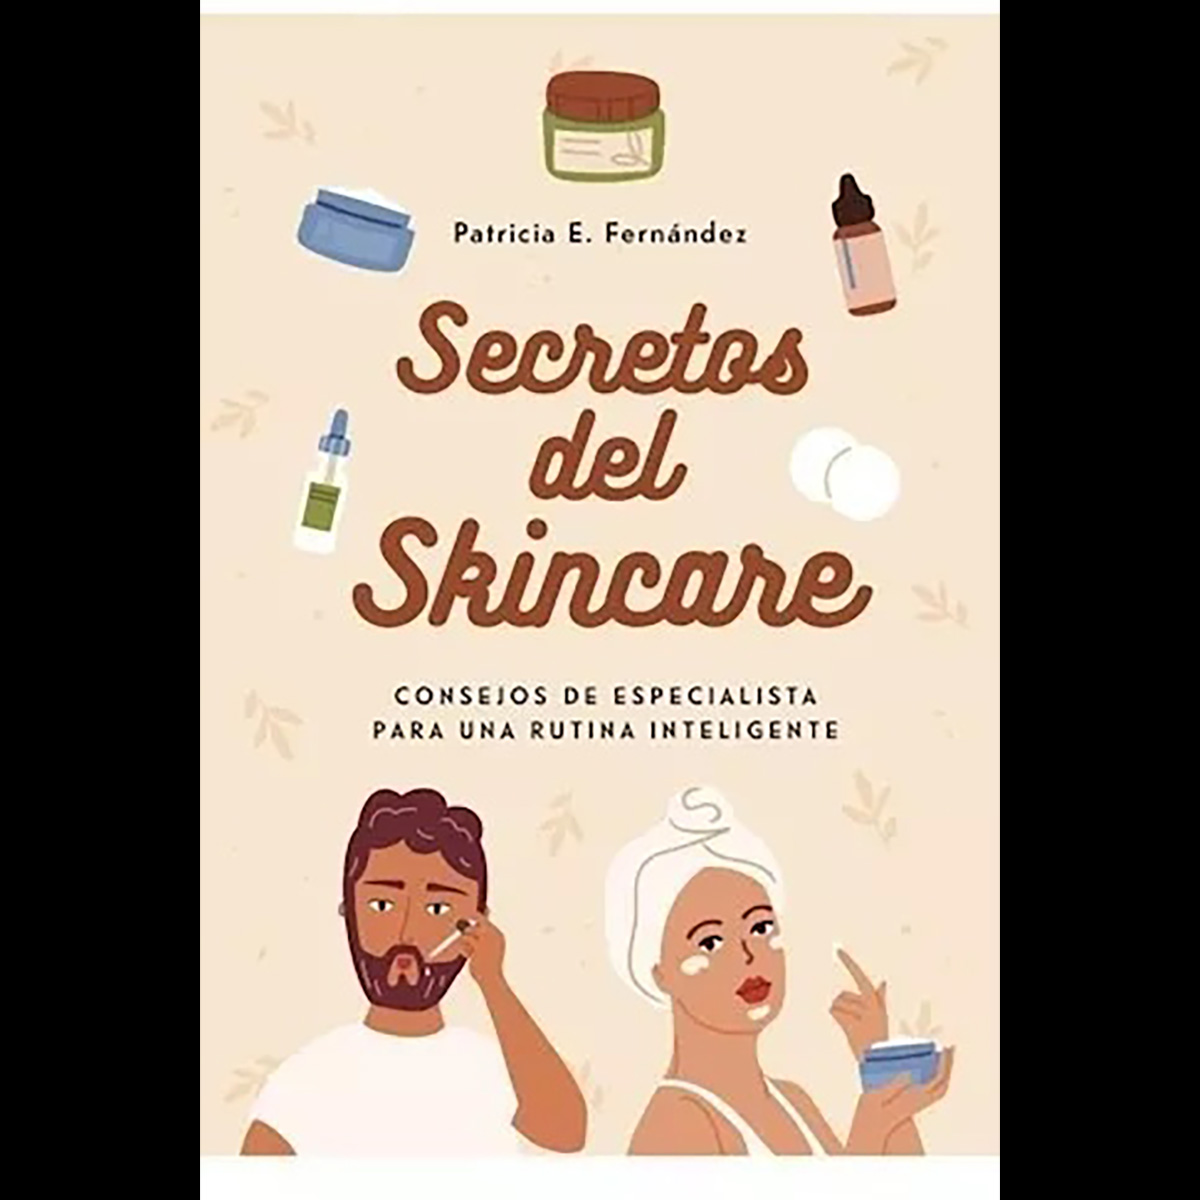 Patricia E. Fernández
Secretos
del
Skincare
CONSEJOS DE ESPECIALISTA
PARA UNA RUTINA INTELIGENTE